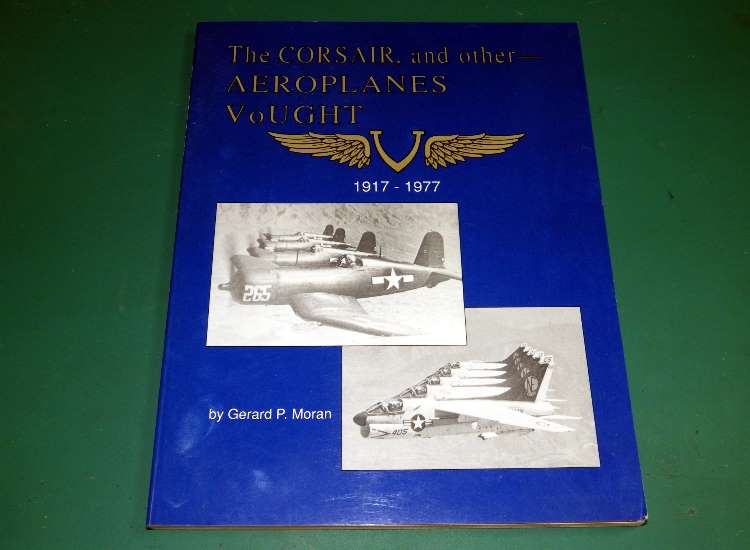 The CORSAIR, and other—
AEROPLANES
VoUGHT
V
1917 - 1977
265
405
by Gerard P. Moran